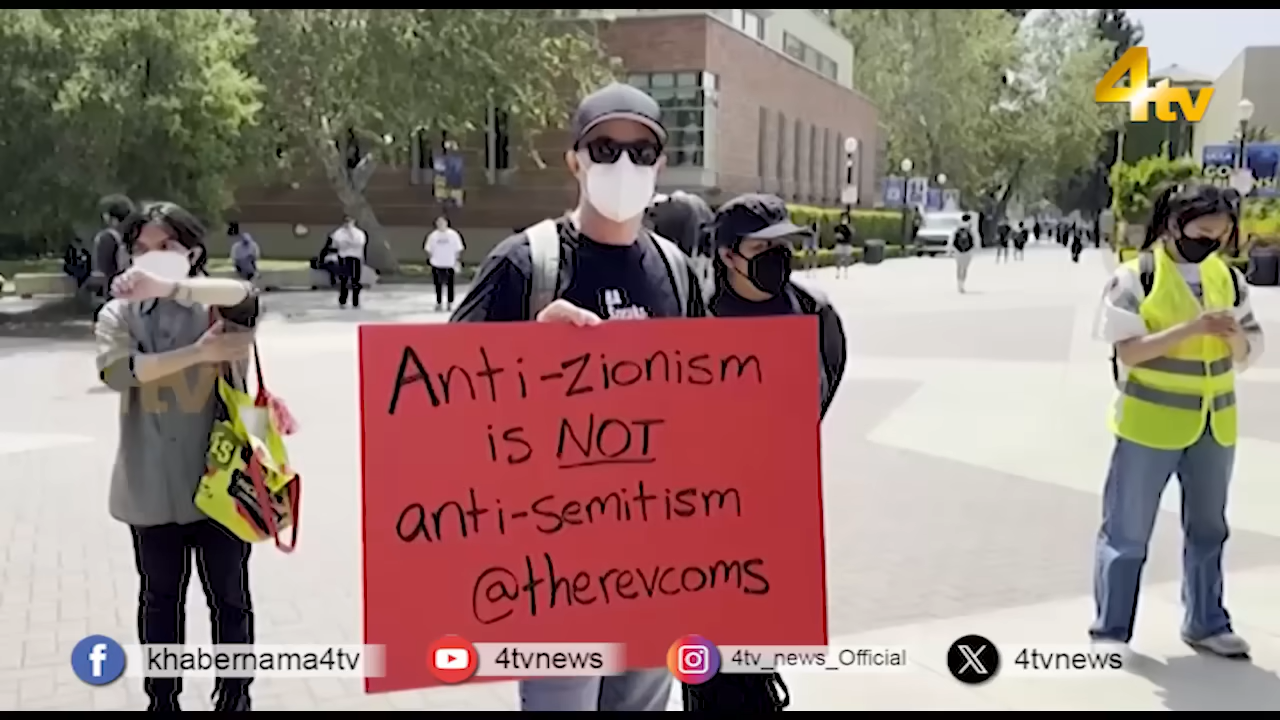 4tv
Anti-zionism
is NOT
anti-semitism
@therevcoms
khabernama4tv
4tvnews
4tv_news_Official
4tvnews